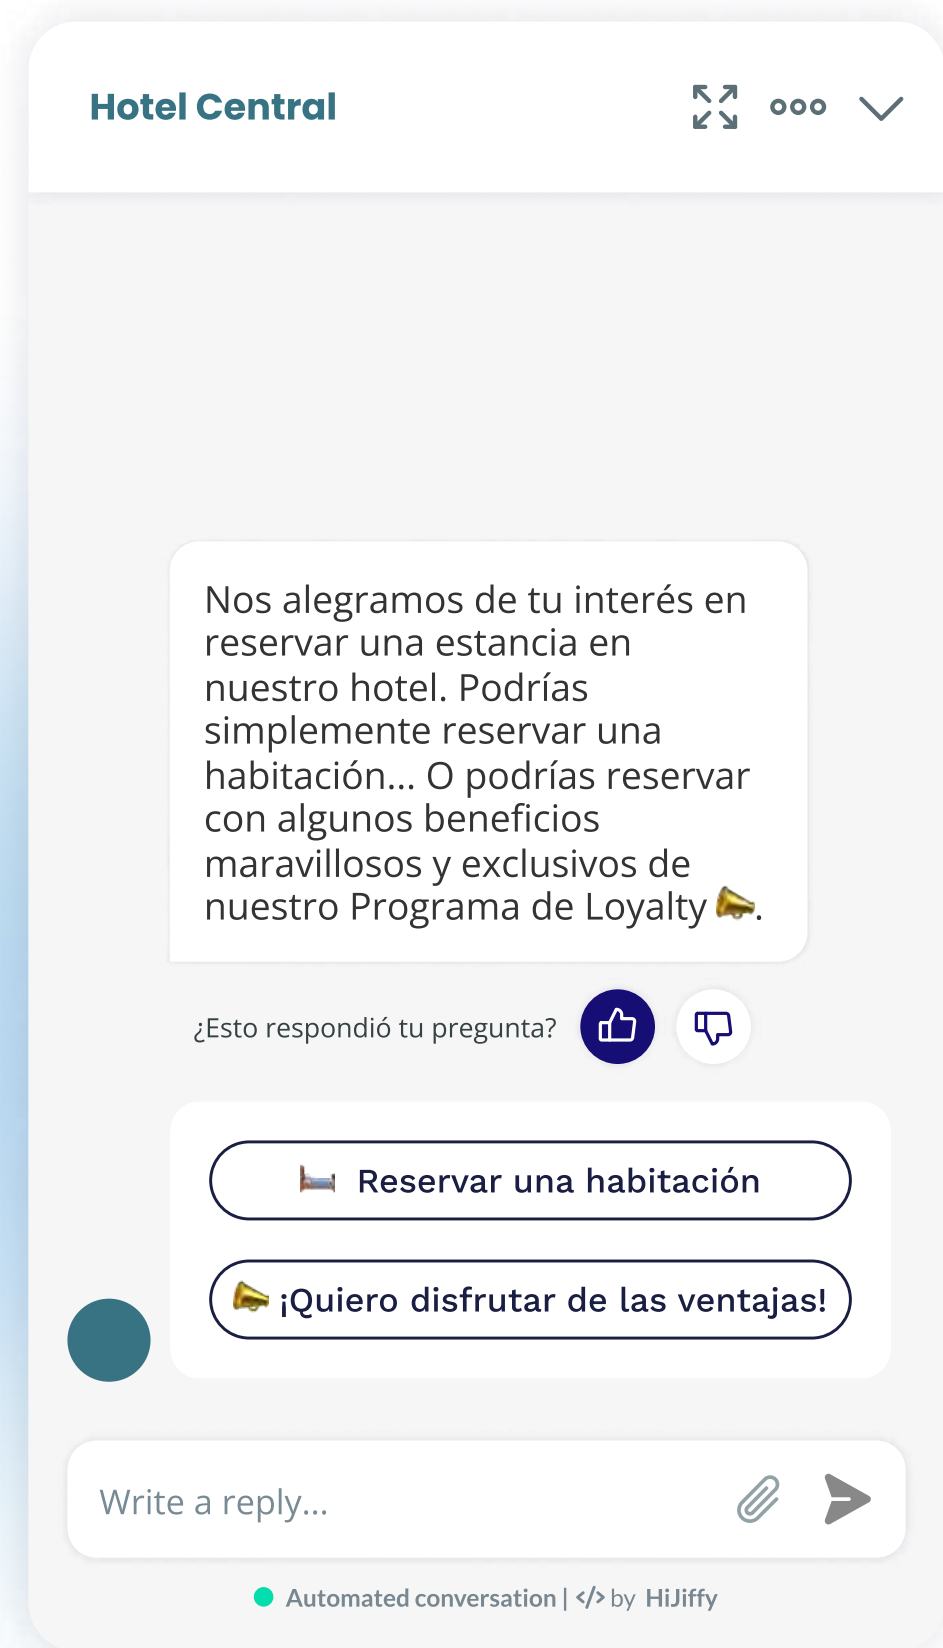 Hotel Central
Nos alegramos de tu interés en
reservar una estancia en
nuestro hotel. Podrías
simplemente reservar una
habitación... O podrías reservar
con algunos beneficios
maravillosos y exclusivos de
nuestro Programa de Loyalty 📣.
¿Esto respondió tu pregunta?
🛏️ Reservar una habitación
📣 ¡Quiero disfrutar de las ventajas!
Write a reply...
Automated conversation | </> by HiJiffy